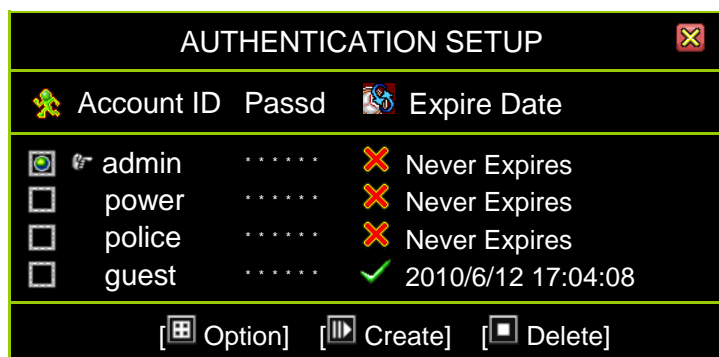 AUTHENTICATION SETUP
Account ID Passd Expire Date
admin ...... Never Expires
power ...... Never Expires
police ...... Never Expires
guest ...... 2010/6/12 17:04:08
[Option] [Create] [Delete]